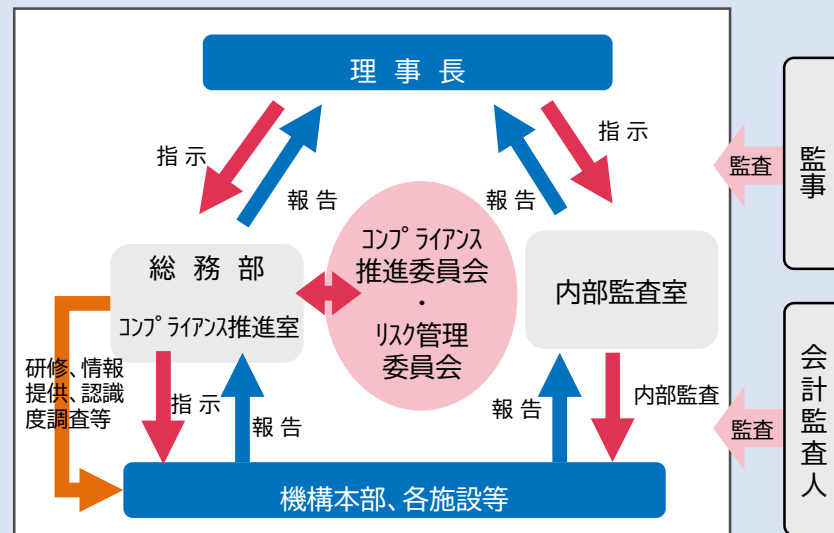 理事長
指示
報告
報告
指示
監査
監事
総務部
コンプライアンス推進室
コンプライアンス
推進委員会
・
リスク管理
委員会
内部監査室
研修、情報
提供、認識
度調査等
指示
報告
報告
内部監査
監査
会計監査人
機構本部、各施設等